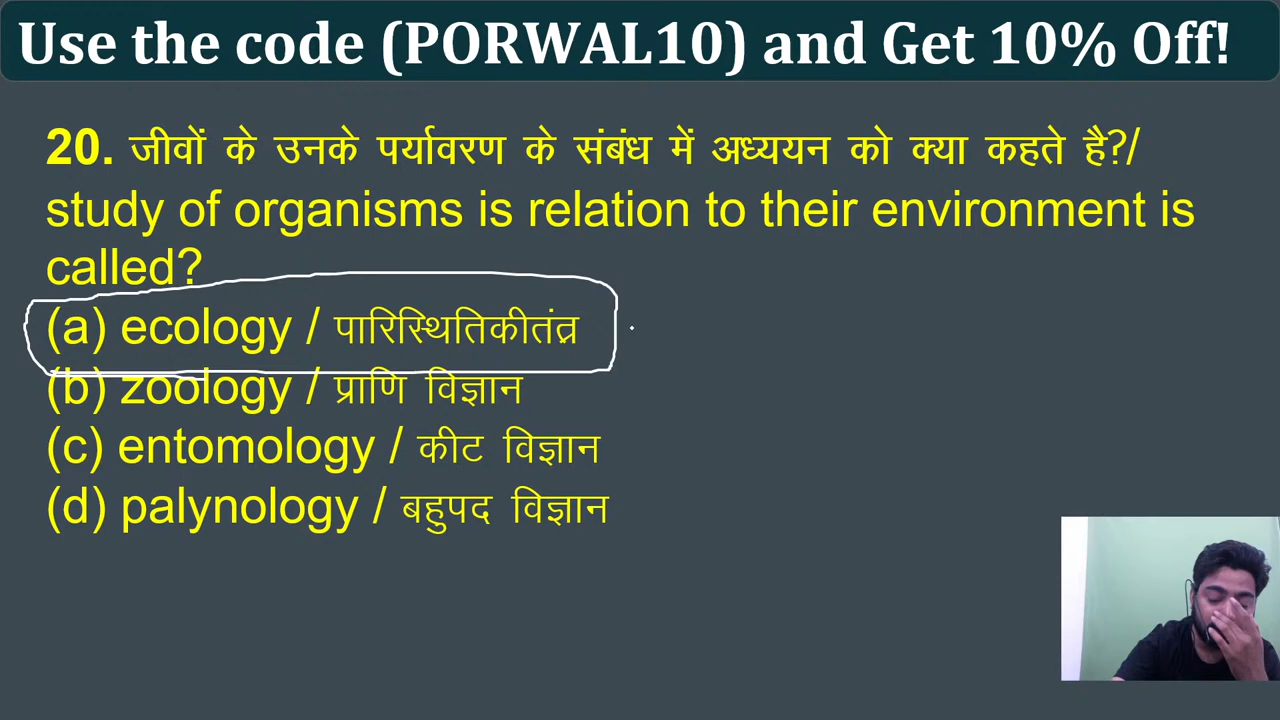 Use the code (PORWAL10) and Get 10% Off!
20. जीवों के उनके पर्यावरण के संबंध में अध्ययन को क्या कहते है?/
study of organisms is relation to their environment is
called?
(a) ecology / पारिस्थितिकीतंत्र
(b) zoology / प्राणि विज्ञान
(c) entomology / कीट विज्ञान
(d) palynology / बहुपद विज्ञान